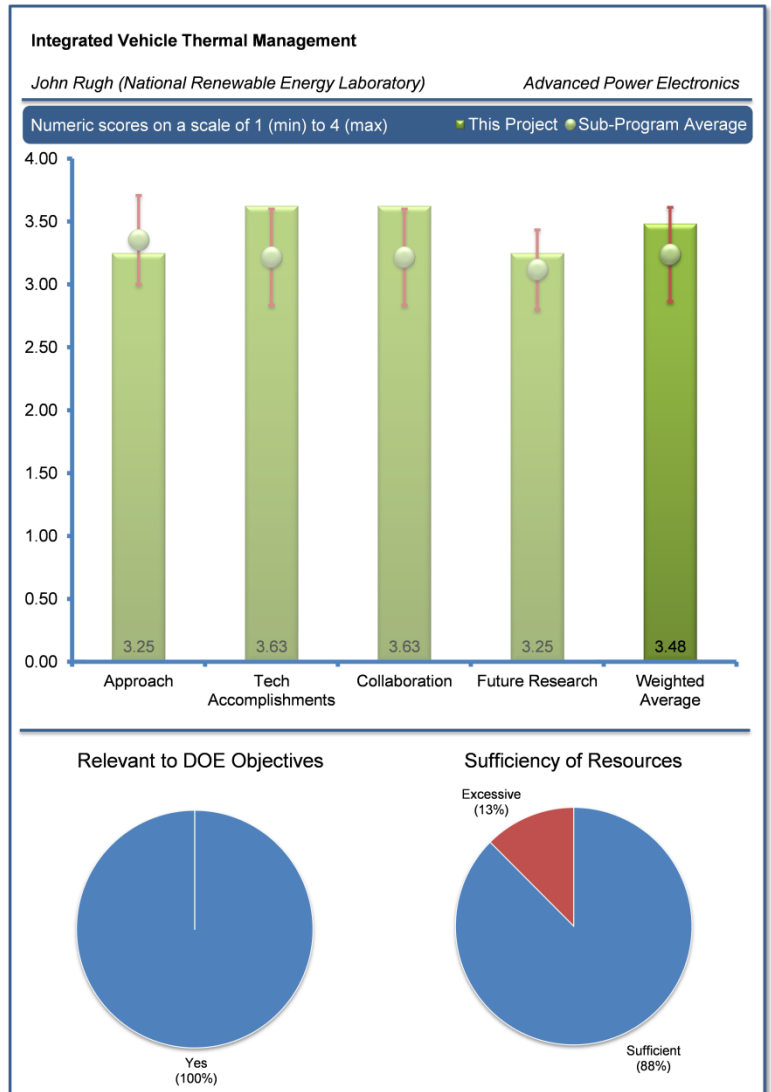 Integrated Vehicle Thermal Management
John Rugh (National Renewable Energy Laboratory) Advanced Power Electronics
Numeric scores on a scale of 1 (min) to 4 (max) This Project Sub-Program Average
4.00
3.50
3.00
2.50
2.00
1.50
1.00
0.50
0.00
3.25 3.63 3.63 3.25 3.48
Approach Tech Collaboration Future Research Weighted
Accomplishments Average
Relevant to DOE Objectives Sufficiency of Resources
Excessive
(13%)
Yes
(100%)
Sufficient
(88%)